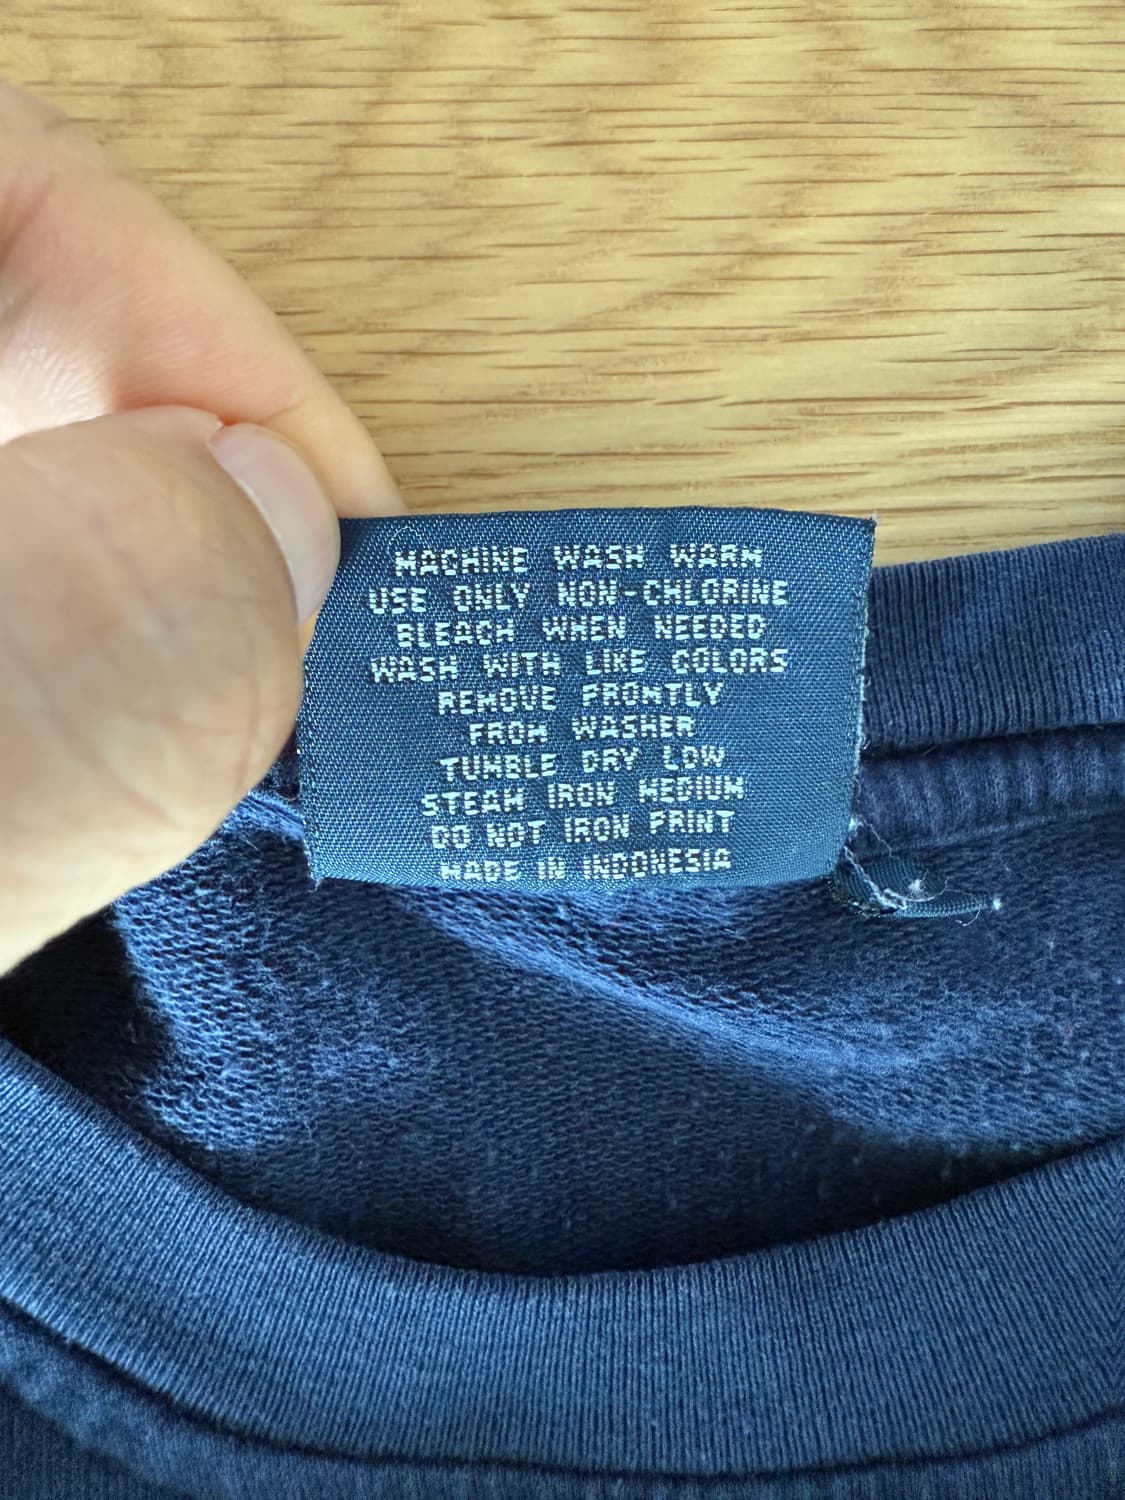 MACHINE WASH WARM
USE ONLY NON-CHLORINE
BLEACH WHEN NEEDED
WASH WITH LIKE COLORS
REMOVE PROMTLY
FROM WASHER
TUMBLE DRY LOW
STEAM IRON MEDIUM
DO NOT IRON PRINT
MADE IN INDONESIA